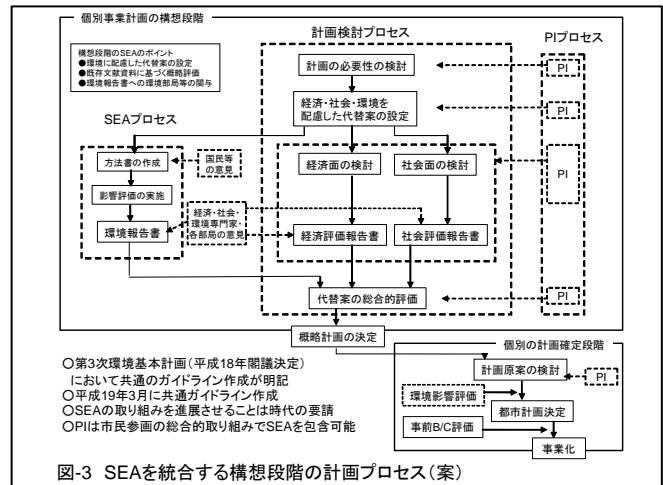 個別事業計画の構想段階
計画検討プロセス
PIプロセス
構想段階のSEAのポイント
●環境に配慮した代替案の設定
●既存文献資料に基づく概略評価
●環境報告書への環境部局等の関与
計画の必要性の検討
PI
経済・社会・環境を
配慮した代替案の設定
PI
SEAプロセス
方法書の作成
国民等
の意見
経済面の検討
社会面の検討
PI
影響評価の実施
環境報告書
経済・社会・
環境専門家・
各部局の意見
経済評価報告書
社会評価報告書
代替案の総合的評価
PI
概略計画の決定
個別の計画確定段階
計画原案の検討
PI
環境影響評価
都市計画決定
事前B/C評価
事業化
○第3次環境基本計画(平成18年閣議決定)
において共通のガイドライン作成が明記
○平成19年3月に共通ガイドライン作成
○SEAの取り組みを進展させることは時代の要請
○PIは市民参画の総合的取り組みでSEAを包含可能
図-3 SEAを統合する構想段階の計画プロセス(案)